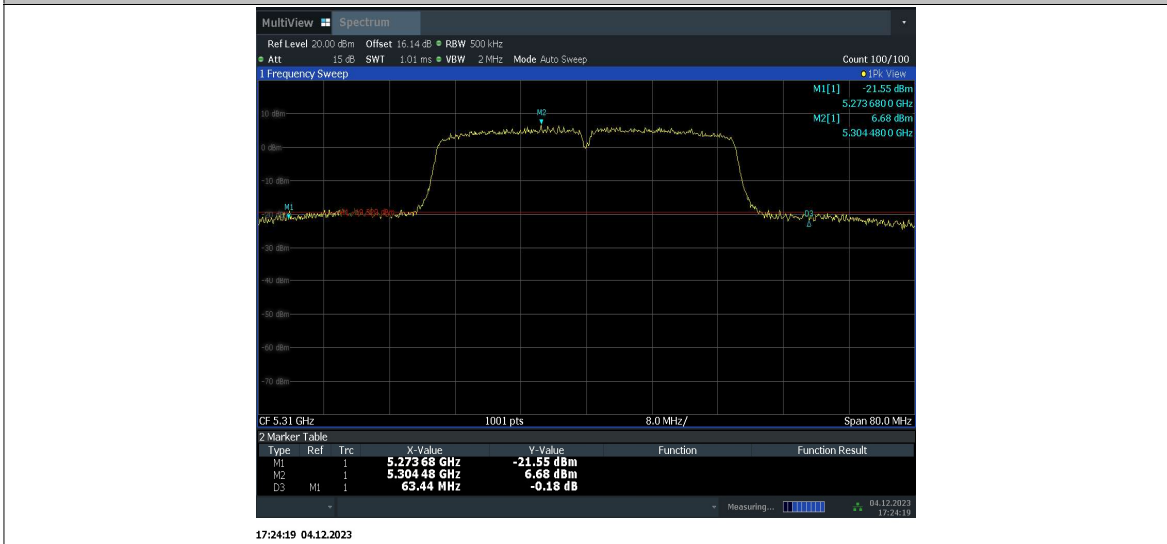 MultiView Spectrum
Ref Level 20.00 dBm Offset 16.14 dB RBW 500 kHz
Att 15 dB SWT 1.01 ms VBW 2 MHz Mode Auto Sweep Count 100/100
1 Frequency Sweep 1Pk View
M1[1] -21.55 dBm
5.273 680 0 GHz
M2[1] 6.68 dBm
5.304 480 0 GHz
10 dBm
M2
0 dBm
-10 dBm
M1
D3
-30 dBm
-40 dBm
-50 dBm
-60 dBm
-70 dBm
CF 5.31 GHz 1001 pts 8.0 MHz/ Span 80.0 MHz
2 Marker Table
Type Ref Trc X-Value Y-Value Function Function Result
M1 1 5.273 68 GHz -21.55 dBm
M2 1 5.304 48 GHz 6.68 dBm
D3 M1 1 63.44 MHz -0.18 dB
Measuring... 04.12.2023
17:24:19
17:24:19 04.12.2023